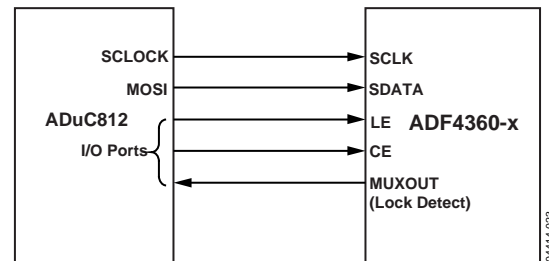 SCLOCK SCLK
MOSI SDATA
ADuC812 LE ADF4360-x
I/O Ports CE
MUXOUT
(Lock Detect)